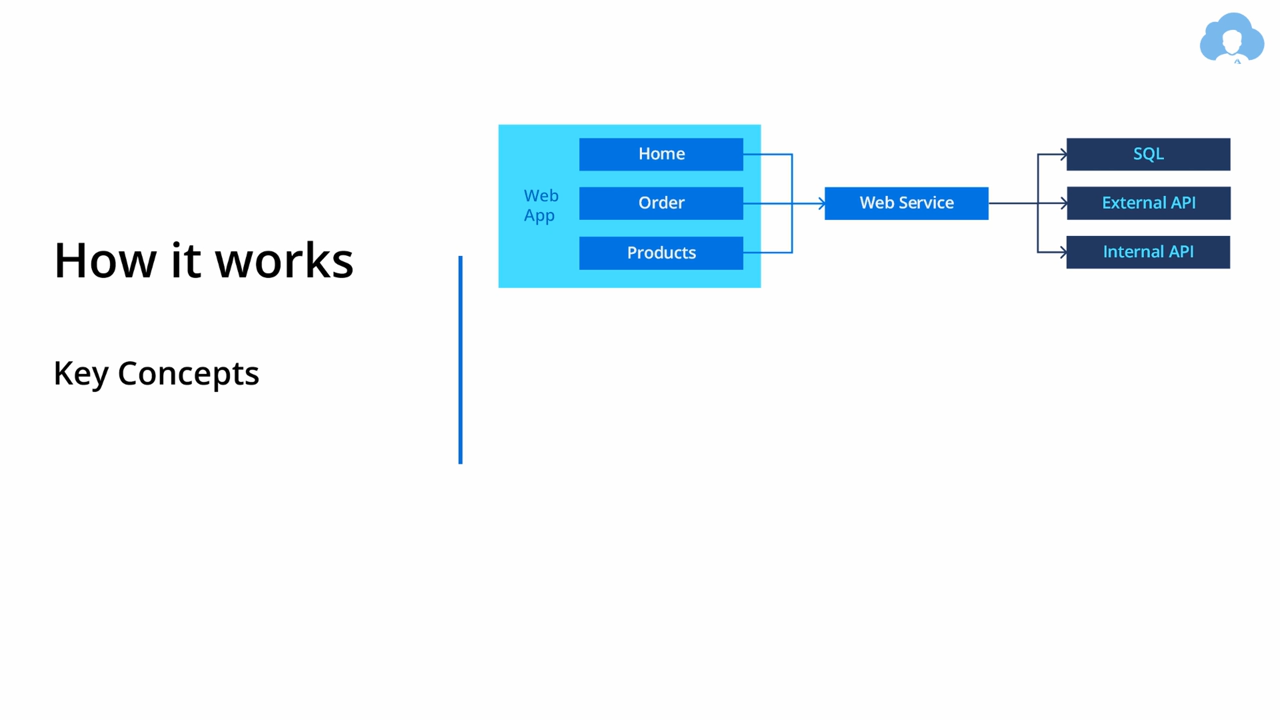 How it works
Key Concepts
Web
App
Home
Order
Products
Web Service
SQL
External API
Internal API